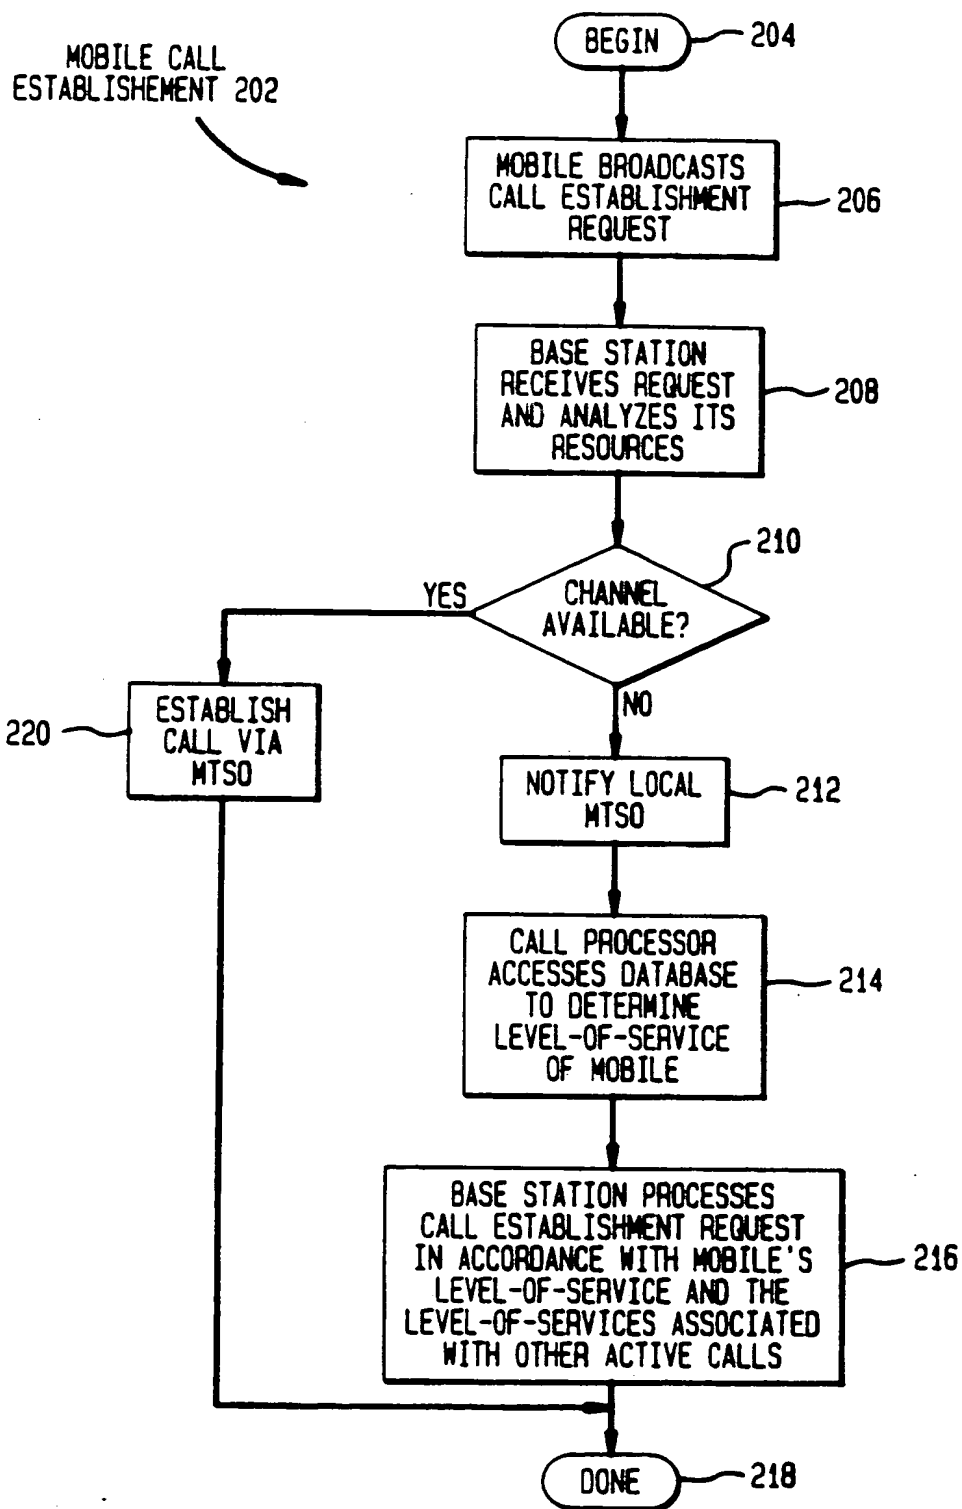 MOBILE CALL
ESTABLISHEMENT 202
BEGIN
204
MOBILE BROADCASTS
CALL ESTABLISHMENT
REQUEST
206
BASE STATION
RECEIVES REQUEST
AND ANALYZES ITS
RESOURCES
208
CHANNEL
AVAILABLE?
210
YES
NO
ESTABLISH
CALL VIA
MTSO
220
NOTIFY LOCAL
MTSO
212
CALL PROCESSOR
ACCESSES DATABASE
TO DETERMINE
LEVEL-OF-SERVICE
OF MOBILE
214
BASE STATION PROCESSES
CALL ESTABLISHMENT REQUEST
IN ACCORDANCE WITH MOBILE'S
LEVEL-OF-SERVICE AND THE
LEVEL-OF-SERVICES ASSOCIATED
WITH OTHER ACTIVE CALLS
216
DONE
218